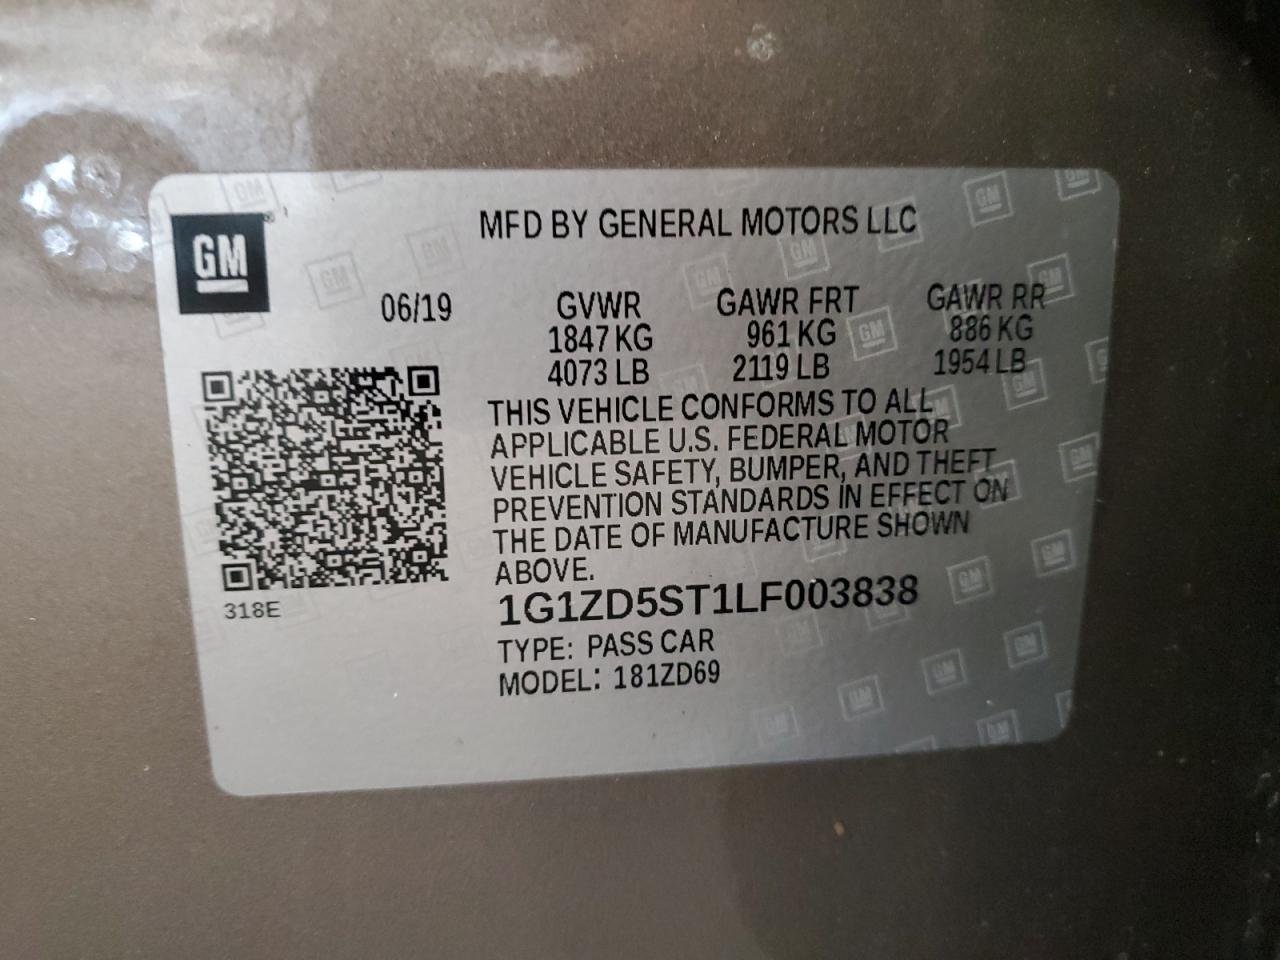 GM
MFD BY GENERAL MOTORS LLC
06/19 GVWR GAWR FRT GAWR RR
1847 KG 961 KG 886 KG
4073 LB 2119 LB 1954 LB
THIS VEHICLE CONFORMS TO ALL
APPLICABLE U.S. FEDERAL MOTOR
VEHICLE SAFETY, BUMPER, AND THEFT
PREVENTION STANDARDS IN EFFECT ON
THE DATE OF MANUFACTURE SHOWN
ABOVE.
318E
1G1ZD5ST1LF003838
TYPE: PASS CAR
MODEL: 181ZD69